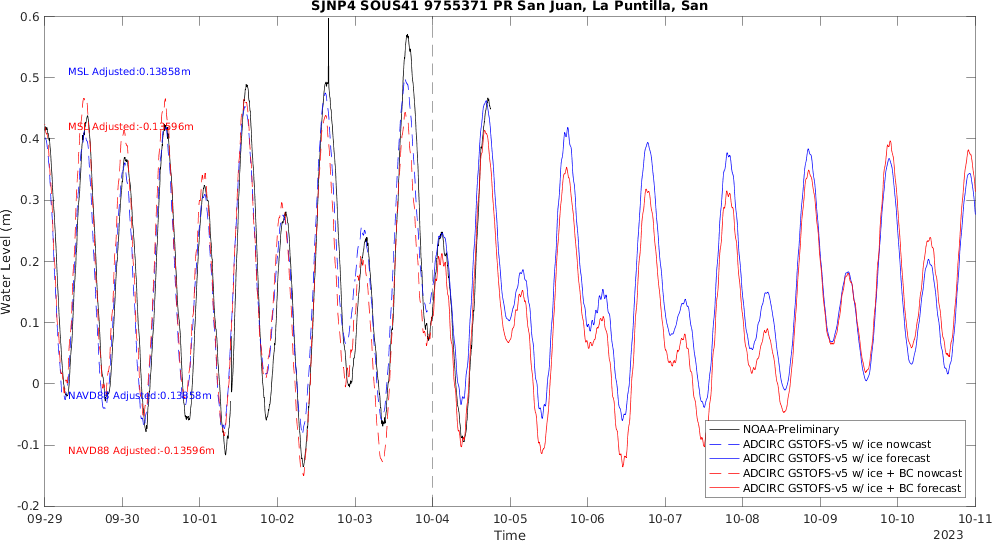 SJNP4 SOUS41 9755371 PR San Juan, La Puntilla, San
0.6
0.5
0.4
0.3
0.2
0.1
0
-0.1
-0.2
Water Level (m)
MSL Adjusted:0.13858m
MSL Adjusted:-0.13596m
NAVD88 Adjusted:0.13858m
NAVD88 Adjusted:-0.13596m
NOAA-Preliminary
ADCIRC GSTOFS-v5 w/ ice nowcast
ADCIRC GSTOFS-v5 w/ ice forecast
ADCIRC GSTOFS-v5 w/ ice + BC nowcast
ADCIRC GSTOFS-v5 w/ ice + BC forecast
09-29 09-30 10-01 10-02 10-03 10-04 10-05 10-06 10-07 10-08 10-09 10-10 10-11
Time
2023